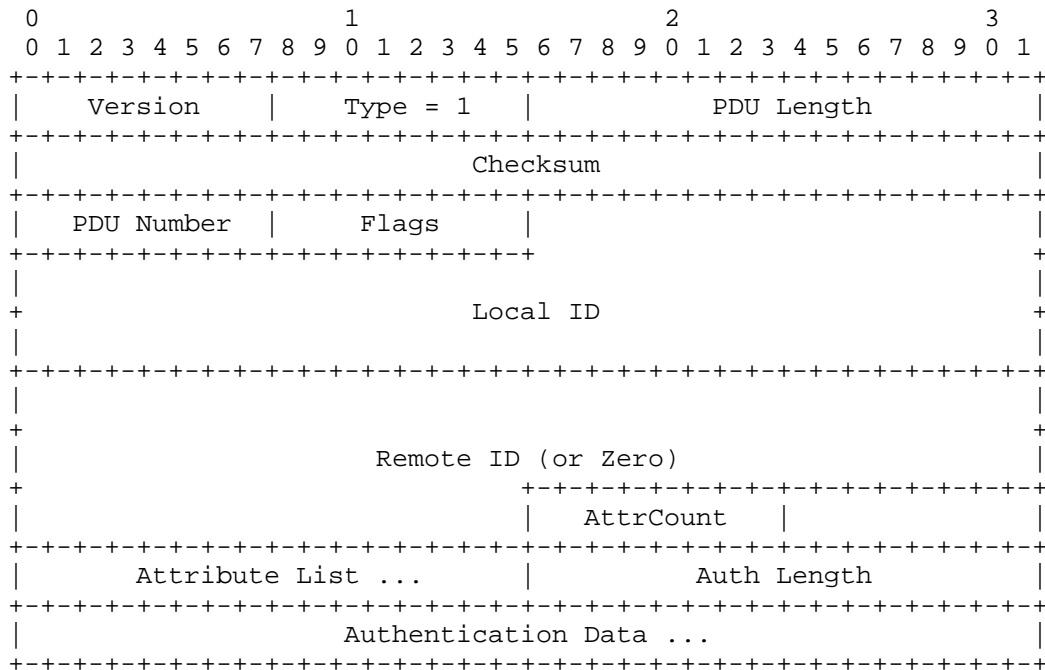 0                   1                   2                   3
 0 1 2 3 4 5 6 7 8 9 0 1 2 3 4 5 6 7 8 9 0 1 2 3 4 5 6 7 8 9 0 1
+-+-+-+-+-+-+-+-+-+-+-+-+-+-+-+-+-+-+-+-+-+-+-+-+-+-+-+-+-+-+-+-+
|    Version    |    Type = 1   |           PDU Length          |
+-+-+-+-+-+-+-+-+-+-+-+-+-+-+-+-+-+-+-+-+-+-+-+-+-+-+-+-+-+-+-+-+
|                            Checksum                           |
+-+-+-+-+-+-+-+-+-+-+-+-+-+-+-+-+-+-+-+-+-+-+-+-+-+-+-+-+-+-+-+-+
|   PDU Number  |     Flags     |                               |
+-+-+-+-+-+-+-+-+-+-+-+-+-+-+-+-+                               +
|                                                               |
+                            Local ID                           +
|                                                               |
+-+-+-+-+-+-+-+-+-+-+-+-+-+-+-+-+-+-+-+-+-+-+-+-+-+-+-+-+-+-+-+-+
|                                                               |
+                                                               +
|                      Remote ID (or Zero)                      |
+                               +-+-+-+-+-+-+-+-+-+-+-+-+-+-+-+-+
|                               |   AttrCount   |               |
+-+-+-+-+-+-+-+-+-+-+-+-+-+-+-+-+-+-+-+-+-+-+-+-+-+-+-+-+-+-+-+-+
|       Attribute List ...      |          Auth Length          |
+-+-+-+-+-+-+-+-+-+-+-+-+-+-+-+-+-+-+-+-+-+-+-+-+-+-+-+-+-+-+-+-+
|                    Authentication Data ...                    |
+-+-+-+-+-+-+-+-+-+-+-+-+-+-+-+-+-+-+-+-+-+-+-+-+-+-+-+-+-+-+-+-+